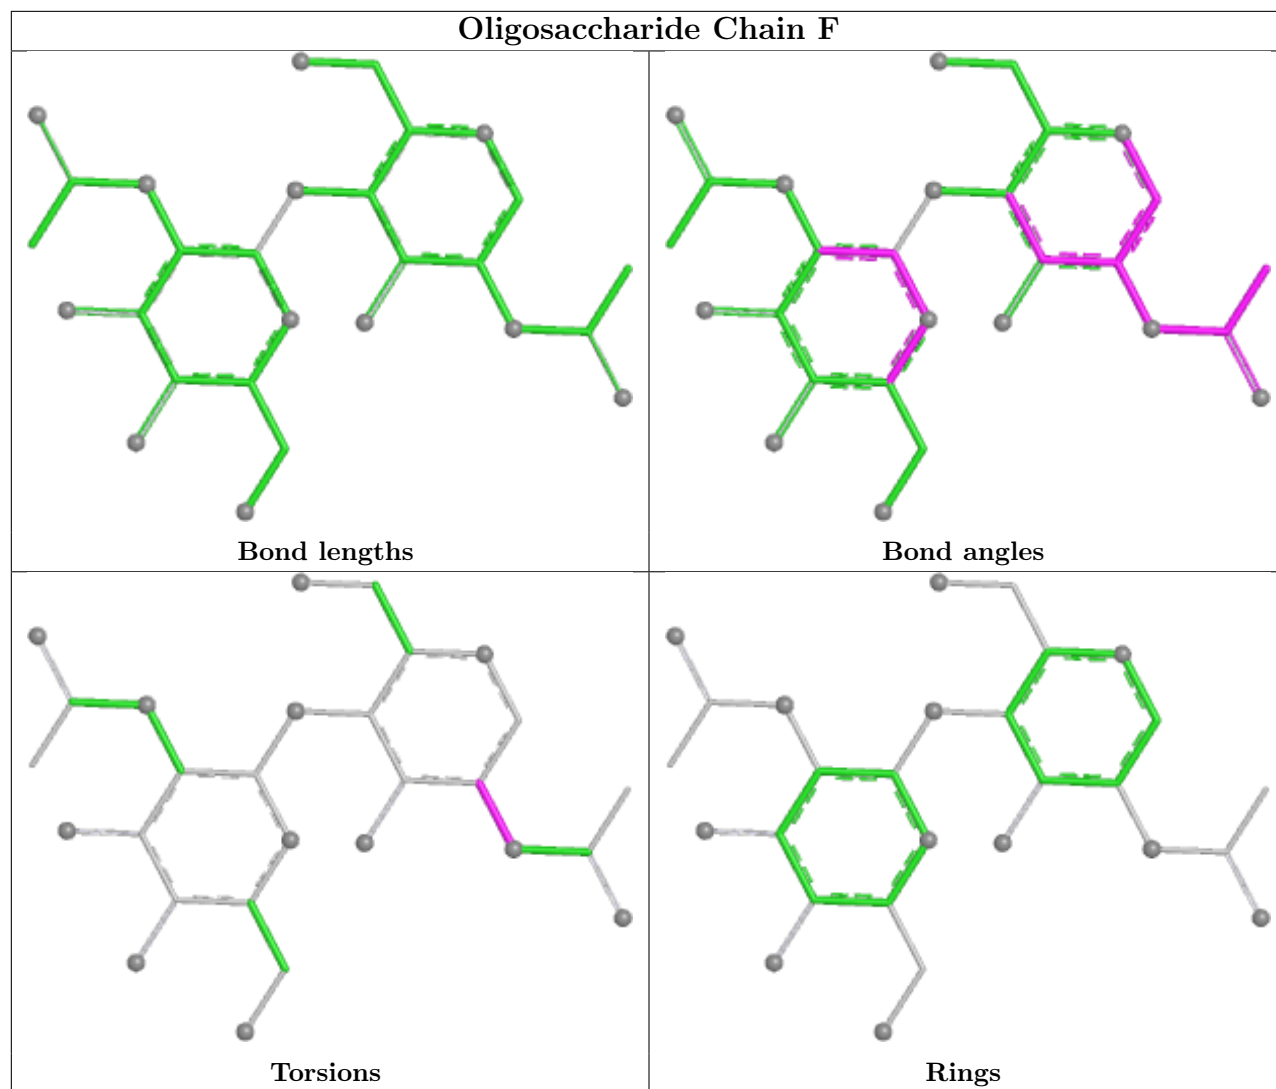 Oligosaccharide Chain F
Bond lengths
Bond angles
Torsions
Rings